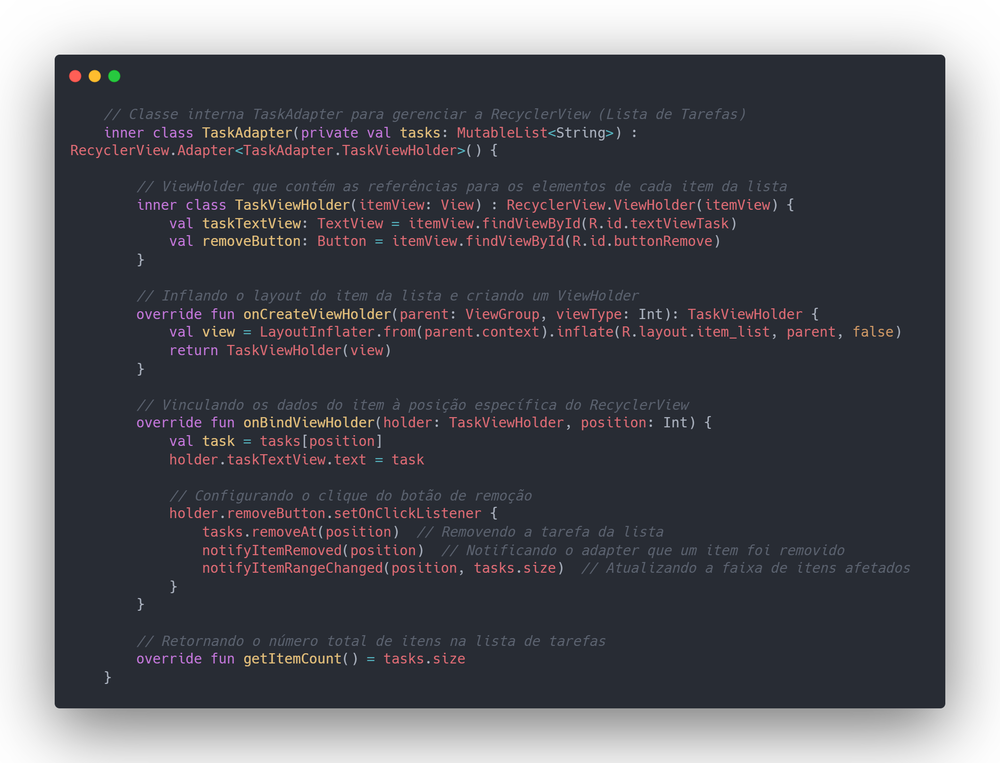 // Classe interna TaskAdapter para gerenciar a RecyclerView (Lista de Tarefas)
inner class TaskAdapter(private val tasks: MutableList<String>) :
RecyclerView.Adapter<TaskAdapter.TaskViewHolder>() {
// ViewHolder que contém as referências para os elementos de cada item da lista
inner class TaskViewHolder(itemView: View) : RecyclerView.ViewHolder(itemView) {
val taskTextView: TextView = itemView.findViewById(R.id.textViewTask)
val removeButton: Button = itemView.findViewById(R.id.buttonRemove)
}
// Inflando o layout do item da lista e criando um ViewHolder
override fun onCreateViewHolder(parent: ViewGroup, viewType: Int): TaskViewHolder {
val view = LayoutInflater.from(parent.context).inflate(R.layout.item_list, parent, false)
return TaskViewHolder(view)
}
// Vinculando os dados do item à posição específica do RecyclerView
override fun onBindViewHolder(holder: TaskViewHolder, position: Int) {
val task = tasks[position]
holder.taskTextView.text = task
// Configurando o clique do botão de remoção
holder.removeButton.setOnClickListener {
tasks.removeAt(position)  // Removendo a tarefa da lista
notifyItemRemoved(position)  // Notificando o adapter que um item foi removido
notifyItemRangeChanged(position, tasks.size)  // Atualizando a faixa de itens afetados
}
}
// Retornando o número total de itens na lista de tarefas
override fun getItemCount() = tasks.size
}